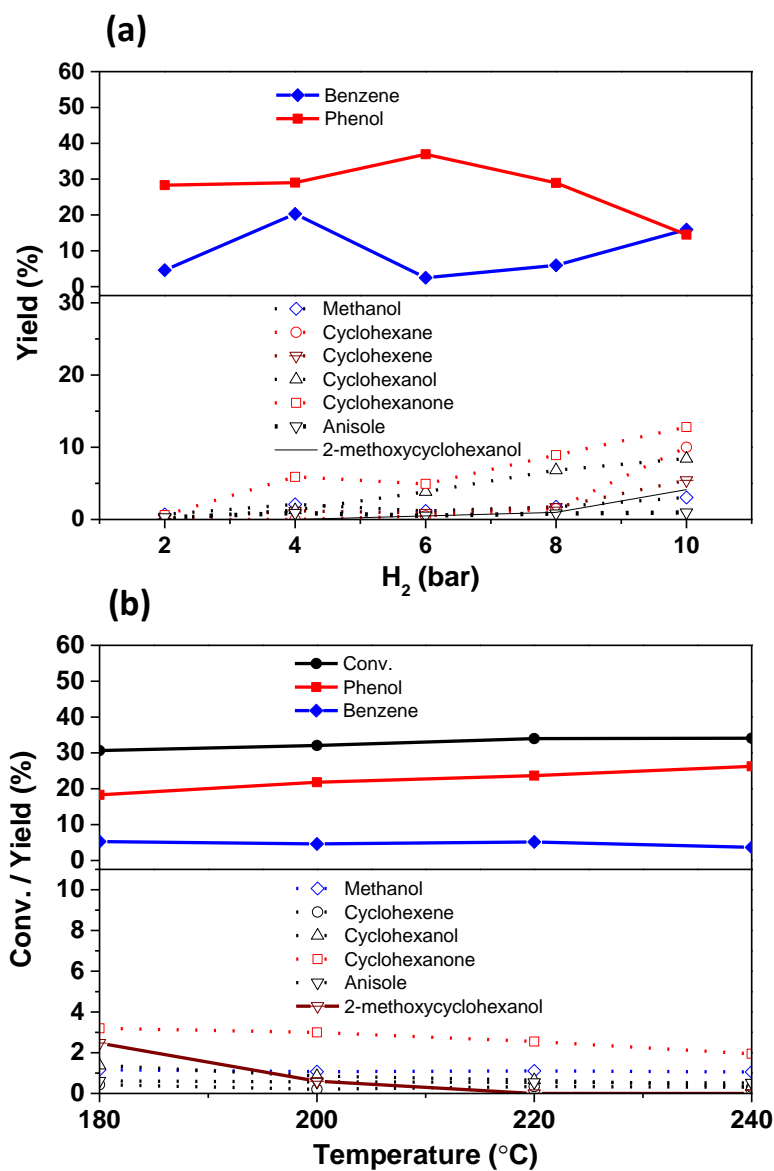 (a)
60
50
40
30
20
10
0
Benzene
Phenol
Yield (%)
30
20
10
0
Methanol
Cyclohexane
Cyclohexene
Cyclohexanol
Cyclohexanone
Anisole
2-methoxycyclohexanol
2 4 6 8 10
H2 (bar)
(b)
60
50
40
30
20
10
0
Conv.
Phenol
Benzene
Conv. / Yield (%)
10
8
6
4
2
0
Methanol
Cyclohexene
Cyclohexanol
Cyclohexanone
Anisole
2-methoxycyclohexanol
180 200 220 240
Temperature (°C)